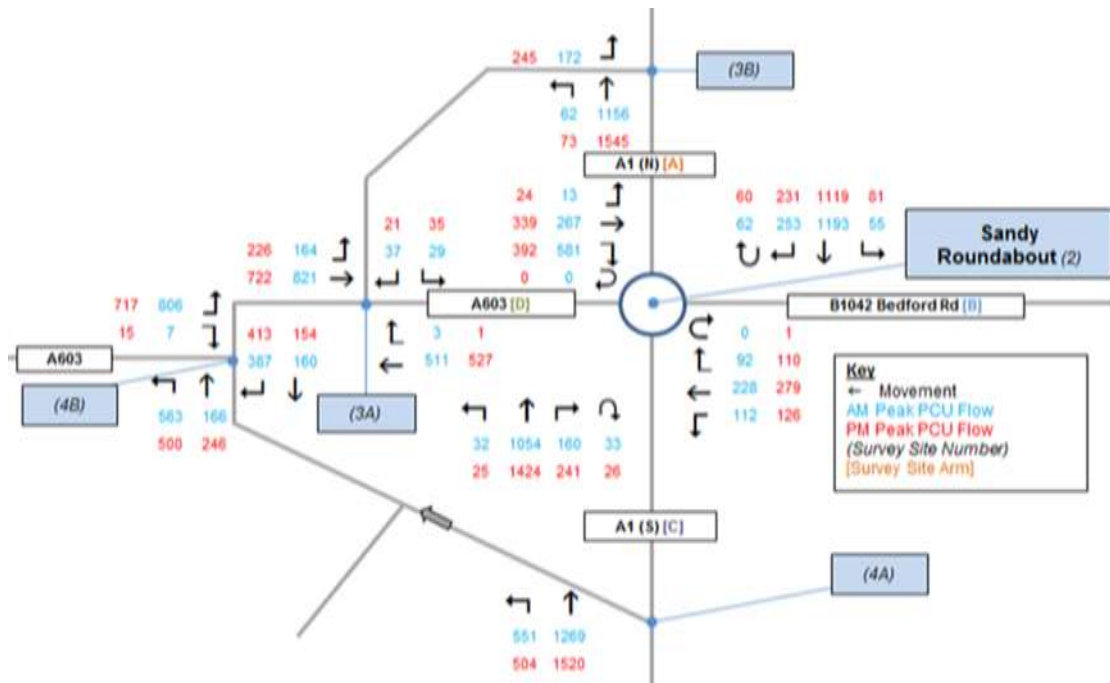 245 172
(3B)
62 1156
73 1545
A1 (N) [A]
24 13
339 267
392 581
0 0
21 35
37 29
60 231 1119 81
62 253 1193 55
Sandy
Roundabout (2)
226 164
722 821
A603 [D]
B1042 Bedford Rd [B]
717 806
15 7
413 154
387 160
3 1
511 527
0 1
92 110
228 279
112 126
A603
(4B)
(3A)
563 166
500 246
32 1054 160 33
25 1424 241 26
Key
← Movement
AM Peak PCU Flow
PM Peak PCU Flow
(Survey Site Number)
[Survey Site Arm]
A1 (S) [C]
(4A)
551 1269
504 1520